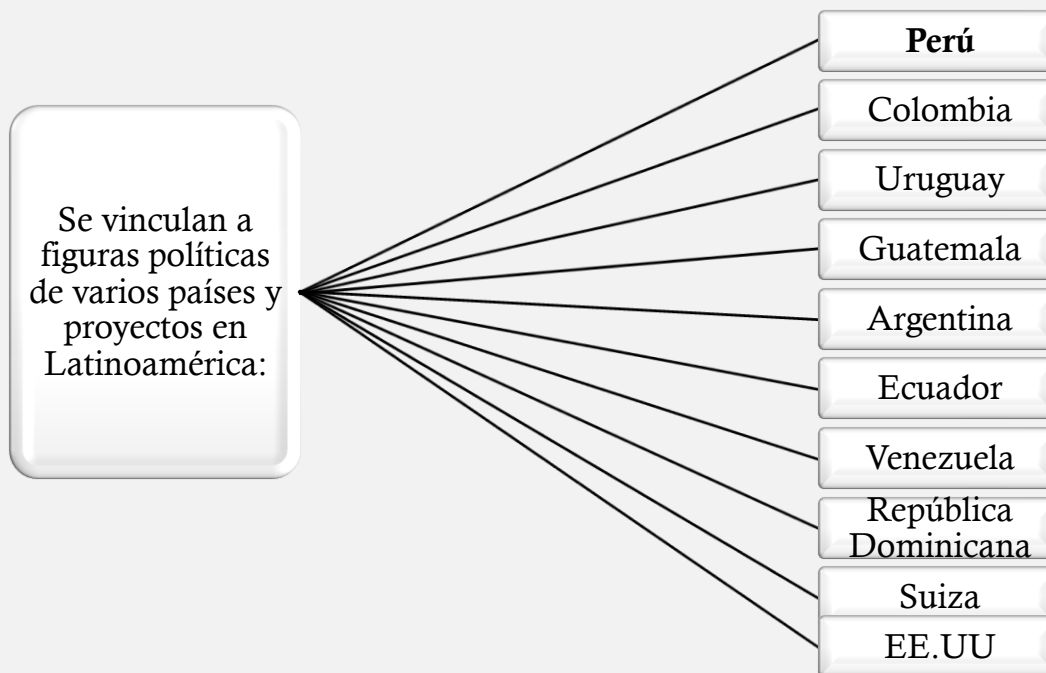 Se vinculan a
figuras políticas
de varios países y
proyectos en
Latinoamérica:
Perú
Colombia
Uruguay
Guatemala
Argentina
Ecuador
Venezuela
República
Dominicana
Suiza
EE.UU